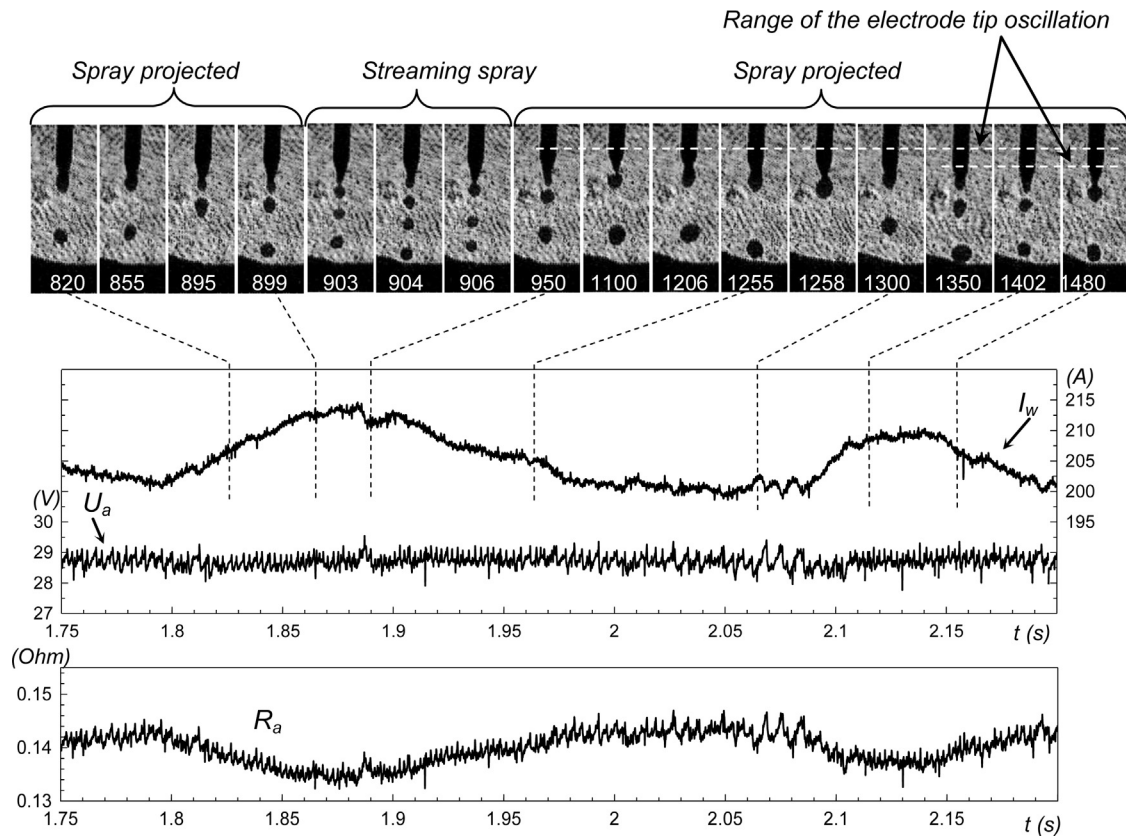 Range of the electrode tip oscillation
Spray projected Streaming spray Spray projected
820 855 895 899 903 904 906 950 1100 1206 1255 1258 1300 1350 1402 1480
(A)
I_w
215
210
205
200
195
(V)
U_a
30
29
28
27
1.75 1.8 1.85 1.9 1.95 2 2.05 2.1 2.15 t (s)
(Ohm)
0.15
R_a
0.14
0.13
1.75 1.8 1.85 1.9 1.95 2 2.05 2.1 2.15 t (s)